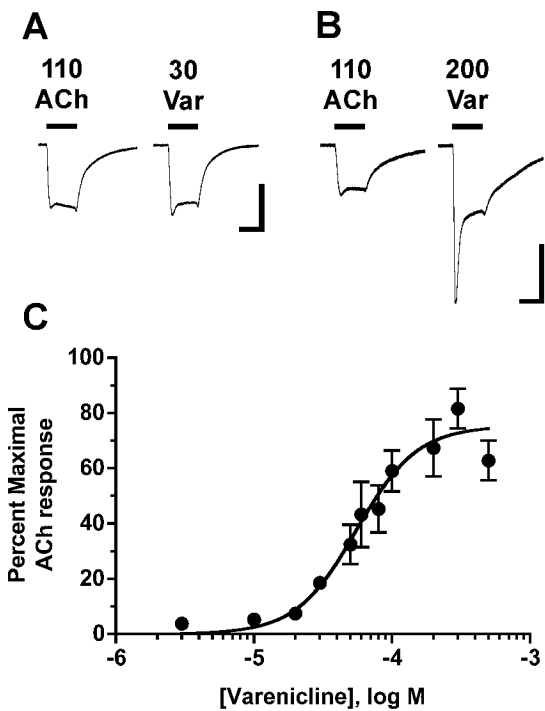 A
B
110
ACh
30
Var
110
ACh
200
Var
C
Percent Maximal
ACh response
100
80
60
40
20
0
-6
-5
-4
-3
[Varenicline], log M